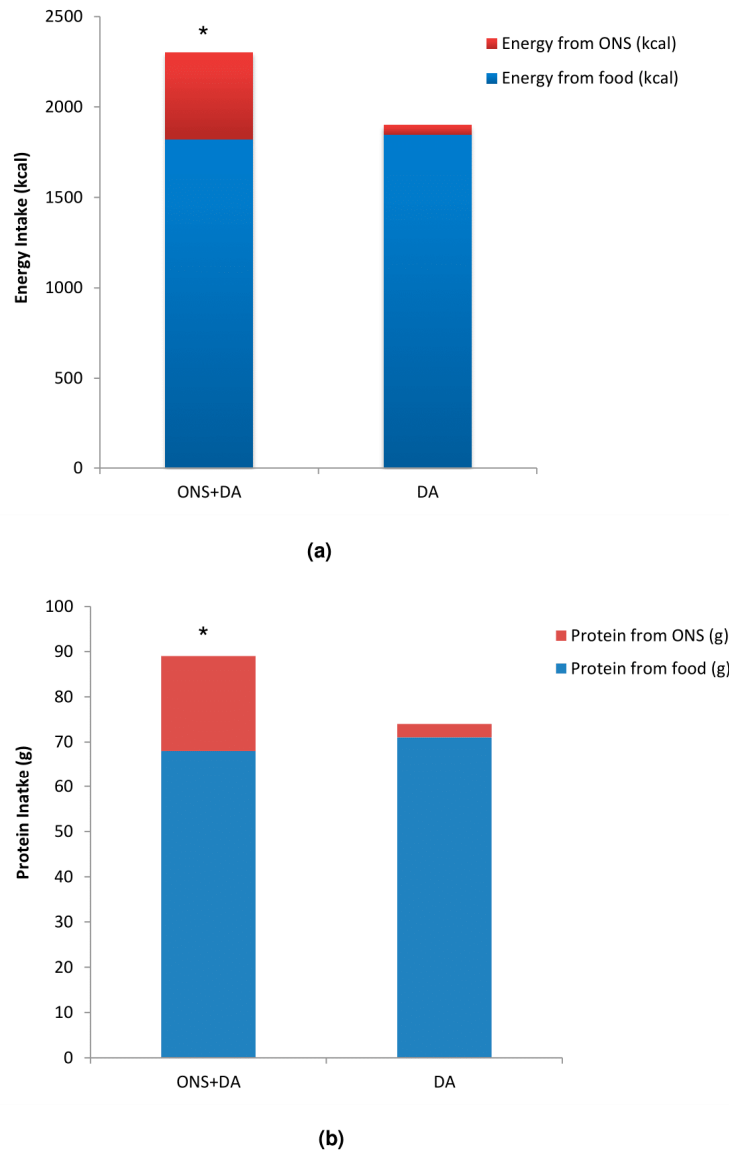 2500
*
Energy from ONS (kcal)
Energy from food (kcal)
2000
1500
1000
500
0
Energy Intake (kcal)
ONS+DA
DA
(a)
100
*
Protein from ONS (g)
Protein from food (g)
90
80
70
60
50
40
30
20
10
0
Protein Inatke (g)
ONS+DA
DA
(b)